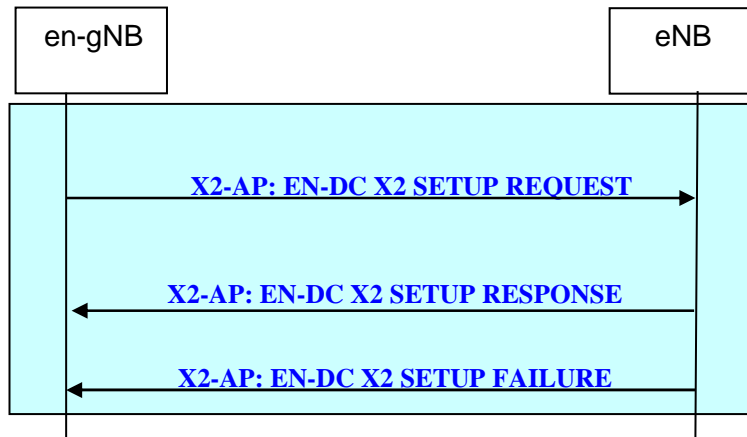 en-gNB
eNB
X2-AP: EN-DC X2 SETUP REQUEST
X2-AP: EN-DC X2 SETUP RESPONSE
X2-AP: EN-DC X2 SETUP FAILURE